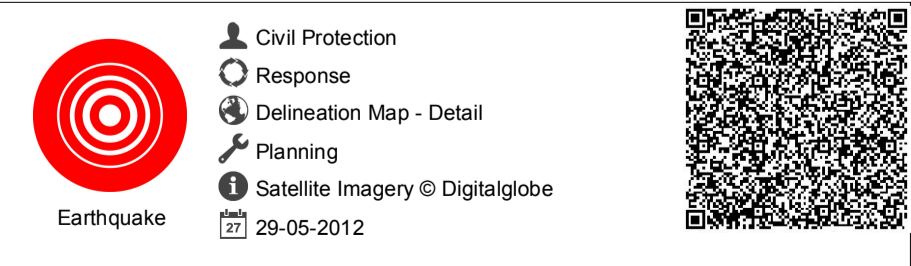 Civil Protection
Response
Delineation Map - Detail
Planning
Satellite Imagery © Digitalglobe
27
29-05-2012
Earthquake